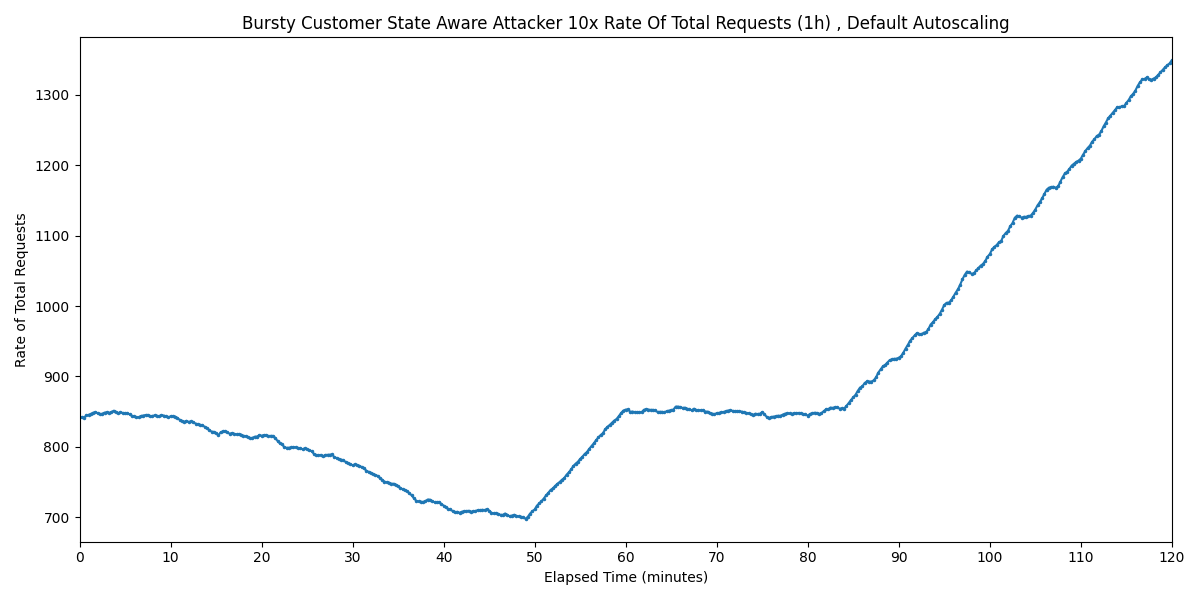 Bursty Customer State Aware Attacker 10x Rate Of Total Requests (1h) , Default Autoscaling
Rate of Total Requests
1300
1200
1100
1000
900
800
700
0 10 20 30 40 50 60 70 80 90 100 110 120
Elapsed Time (minutes)